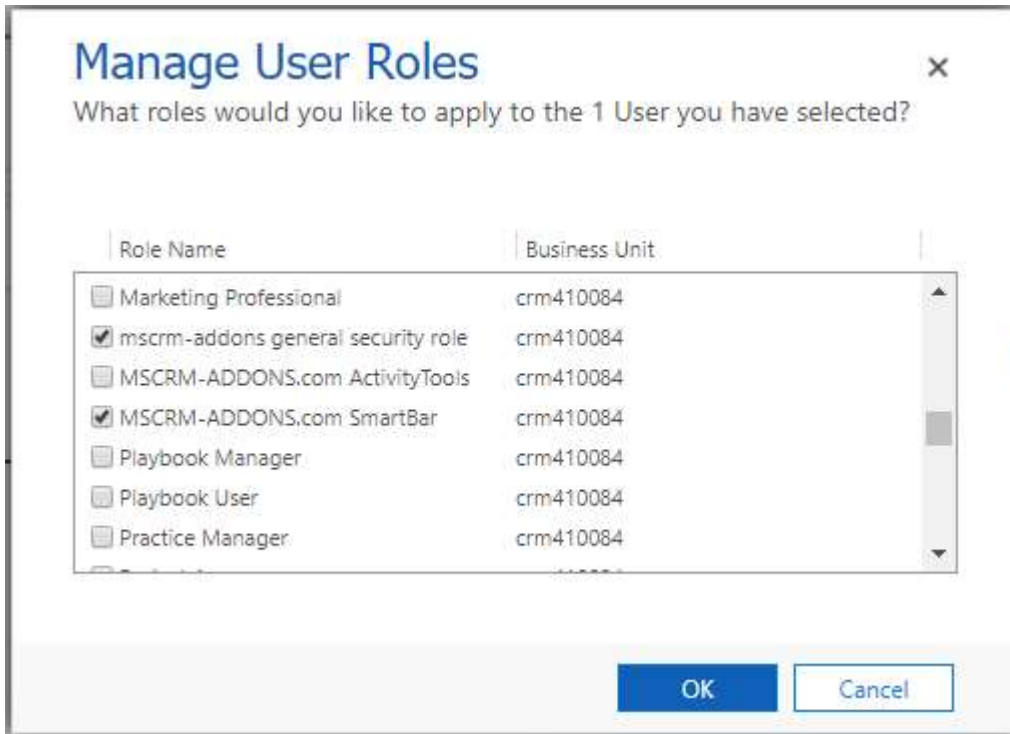 Manage User Roles
What roles would you like to apply to the 1 User you have selected?
Role Name Business Unit
Marketing Professional crm410084
mscrm-addons general security role crm410084
MSCRM-ADDONS.com ActivityTools crm410084
MSCRM-ADDONS.com SmartBar crm410084
Playbook Manager crm410084
Playbook User crm410084
Practice Manager crm410084
OK Cancel